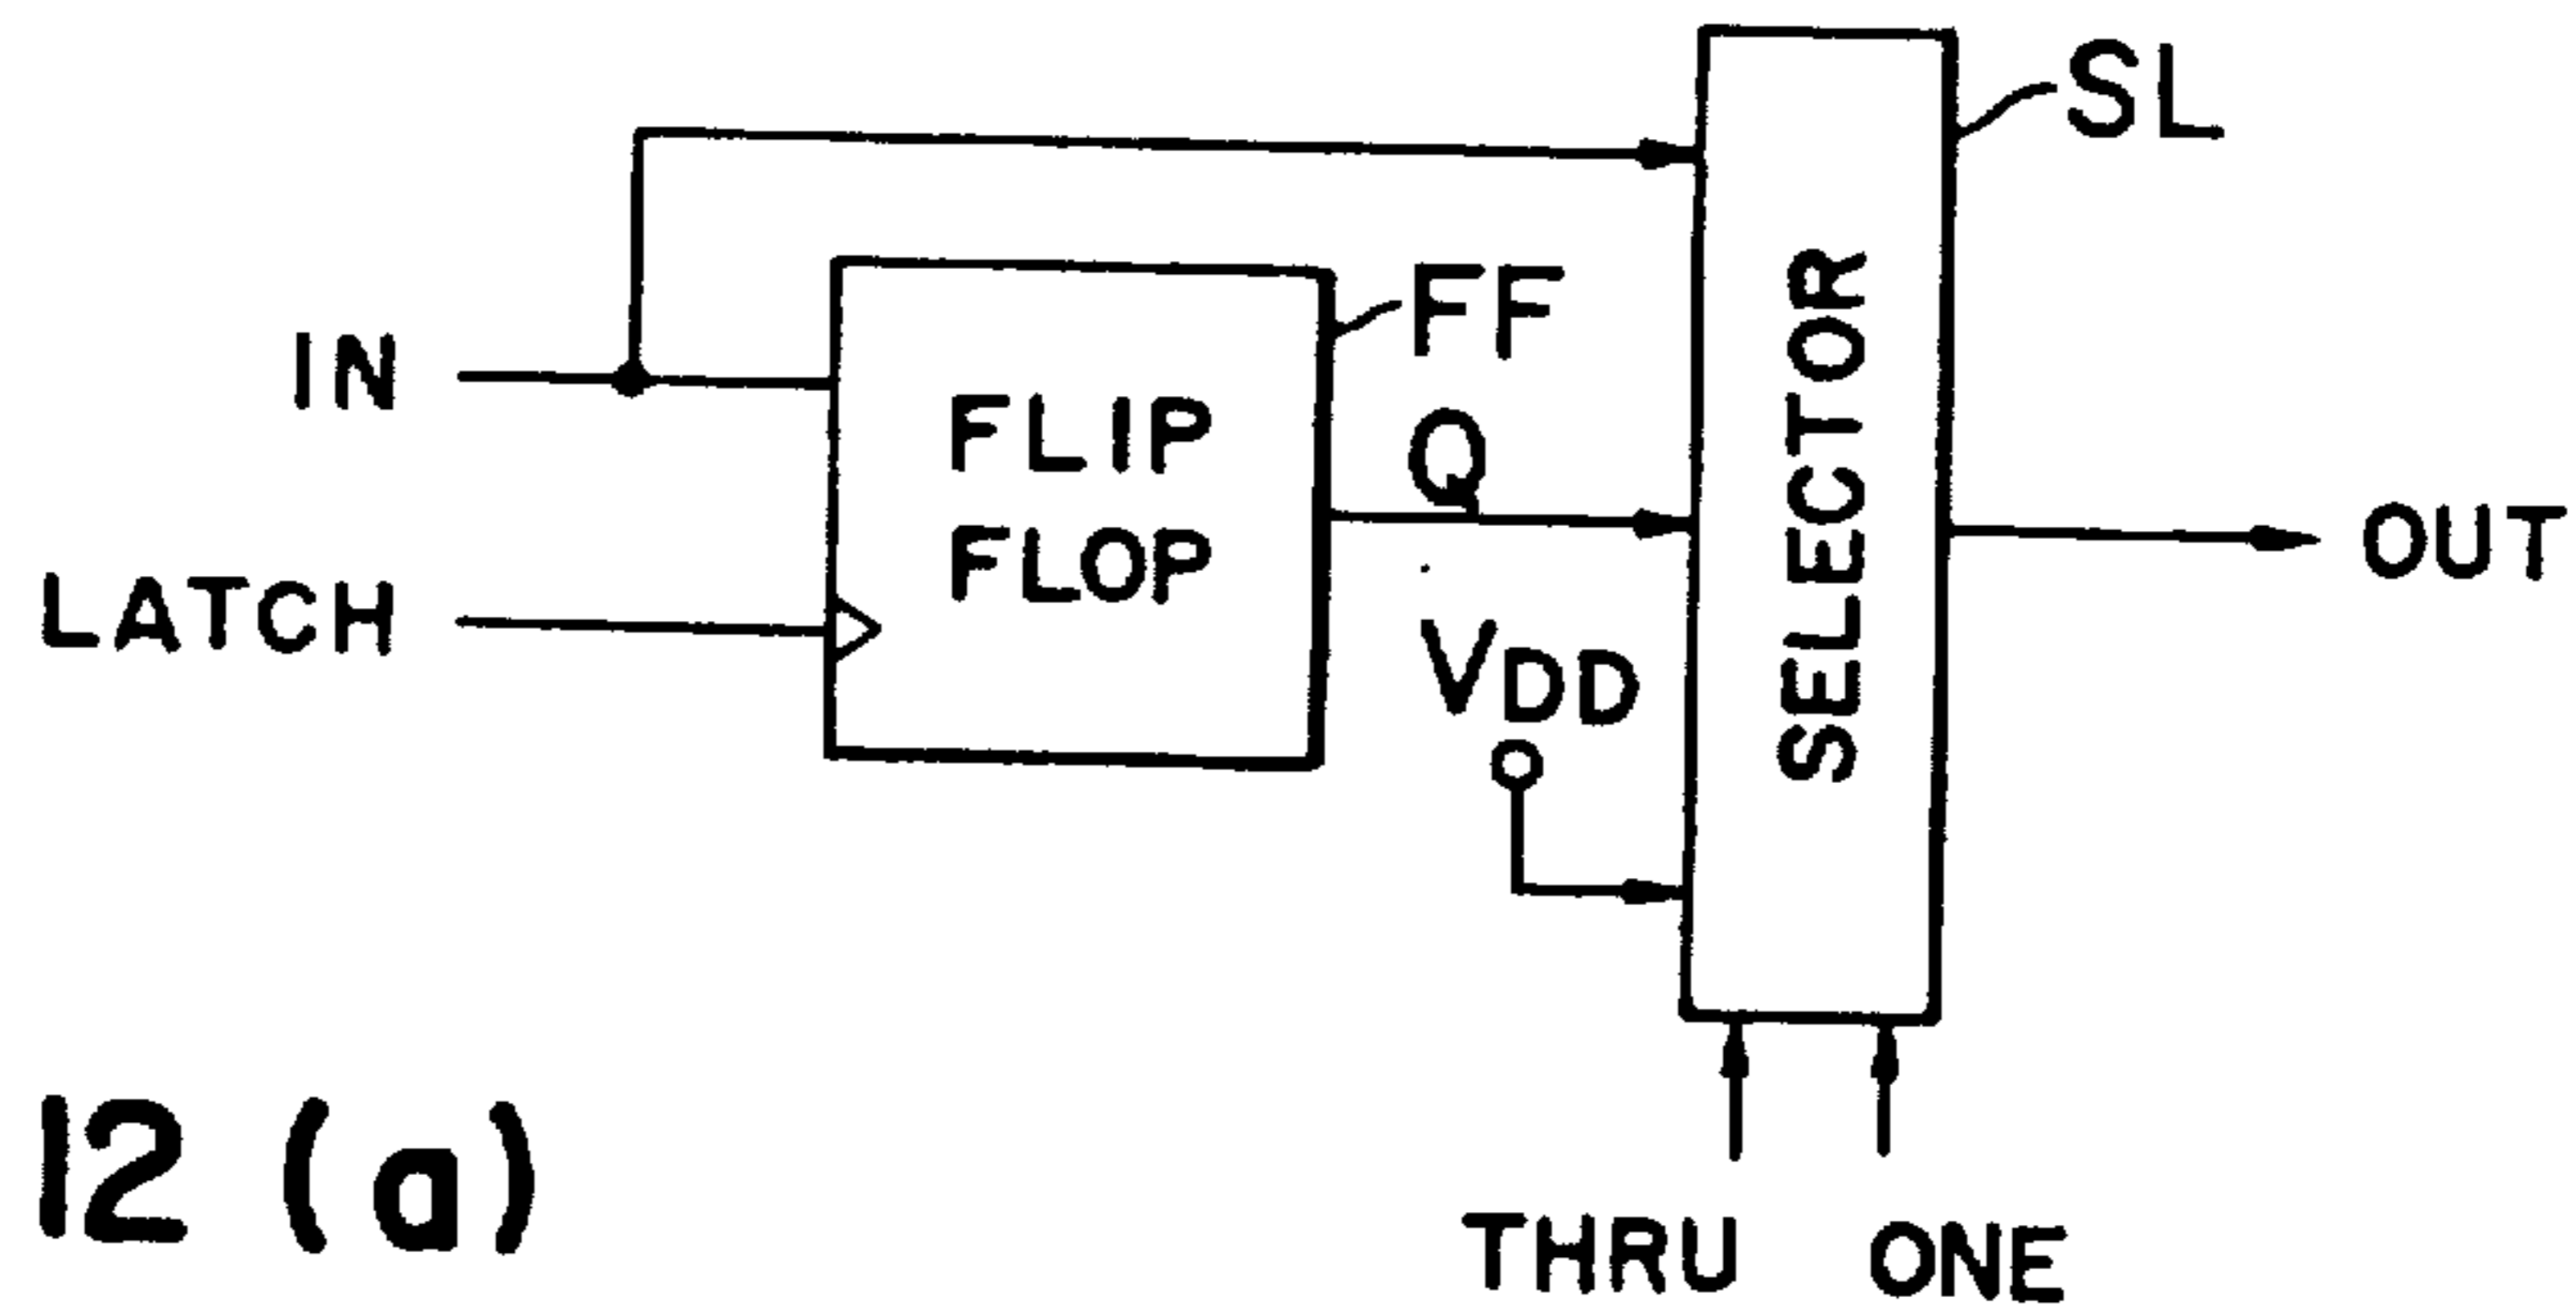 SL
FF
IN
FLIP
FLOP
Q
SELECTOR
OUT
LATCH
VDD
12 (a)
THRU ONE